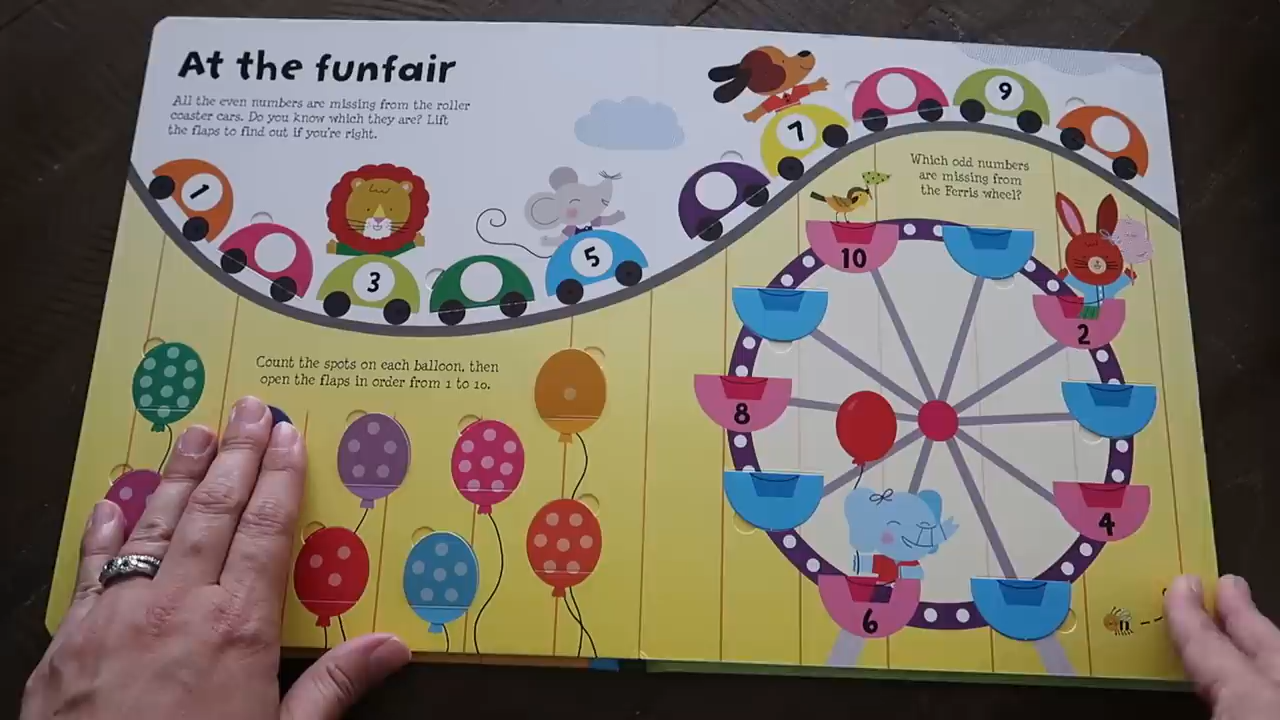 At the funfair
All the even numbers are missing from the roller
coaster cars. Do you know which they are? Lift
the flaps to find out if you're right.
1
3
5
7
9
Count the spots on each balloon, then
open the flaps in order from 1 to 10.
Which odd numbers
are missing from
the Ferris wheel?
10
2
8
4
6